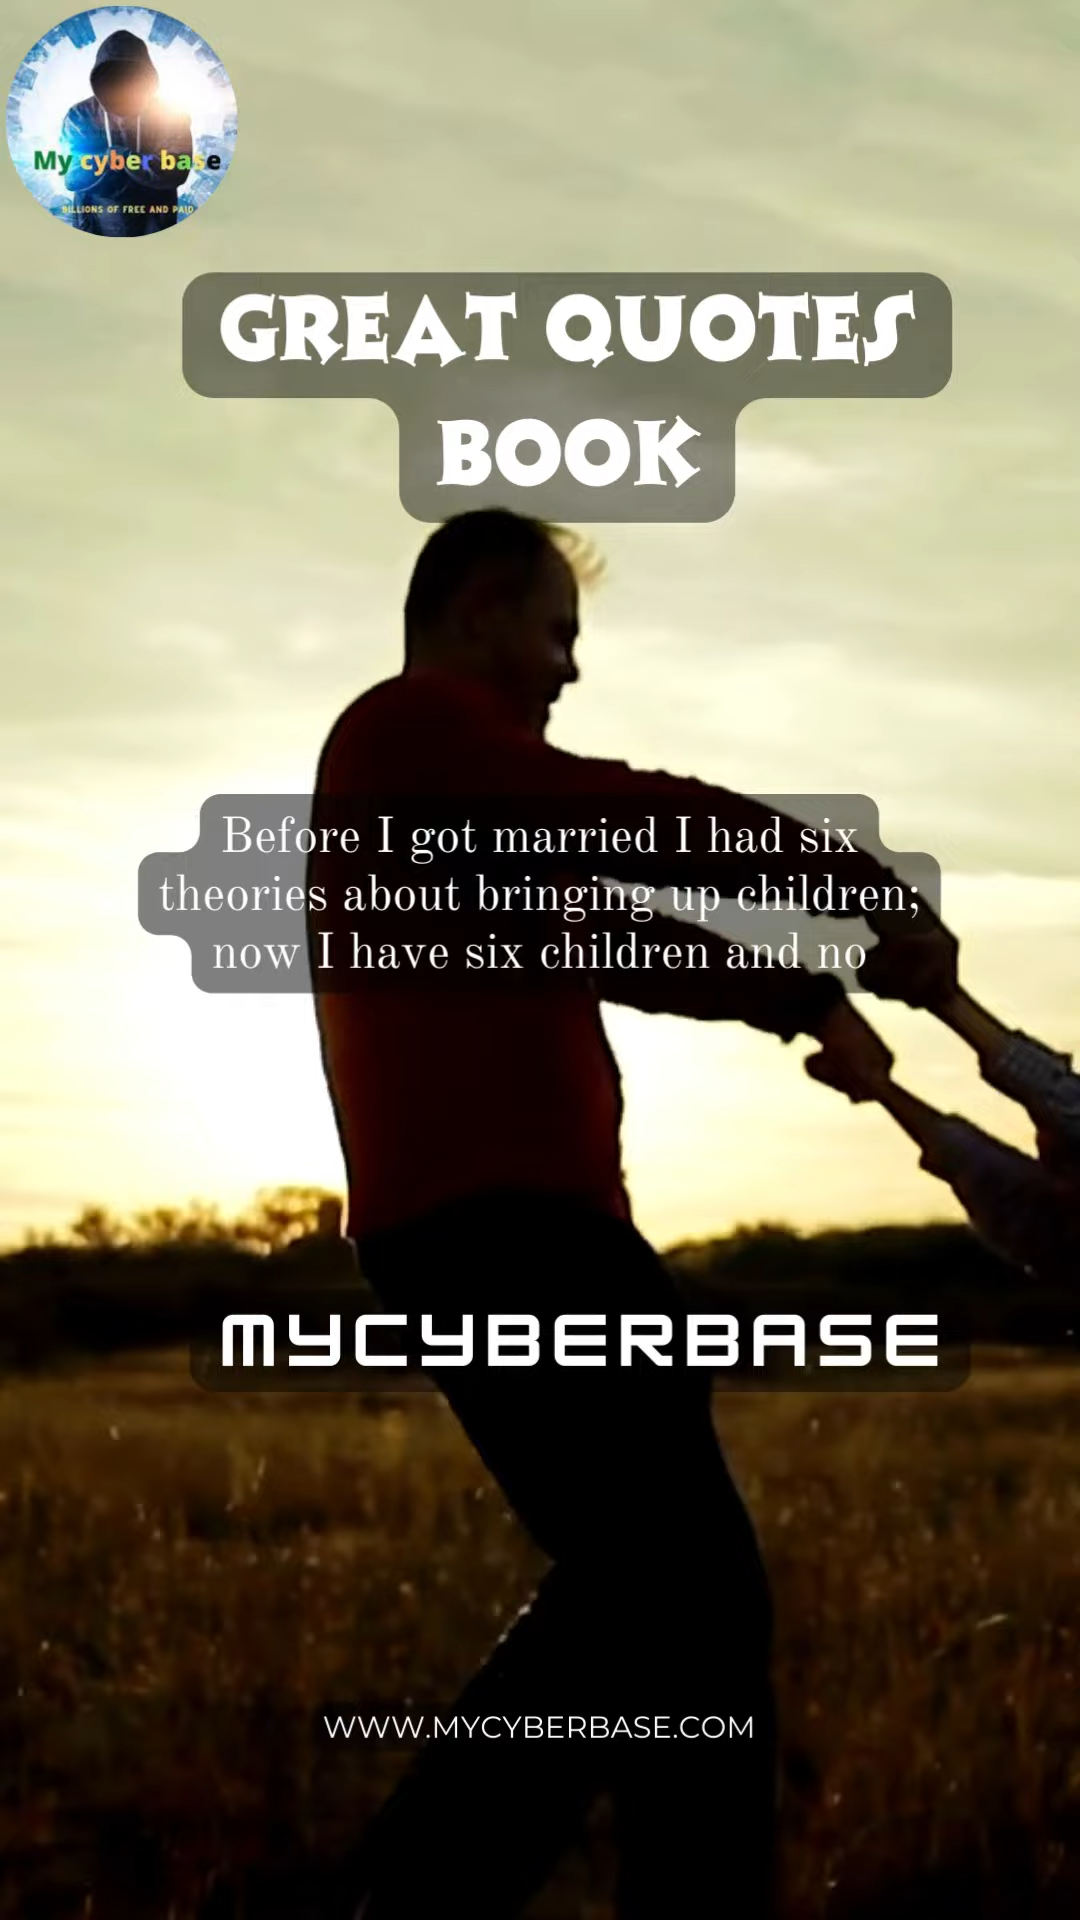 My cyber base
BILLIONS OF FREE AND PAID
GREAT QUOTES
BOOK
Before I got married I had six
theories about bringing up children;
now I have six children and no
MYCYBERBASE
WWW.MYCYBERBASE.COM